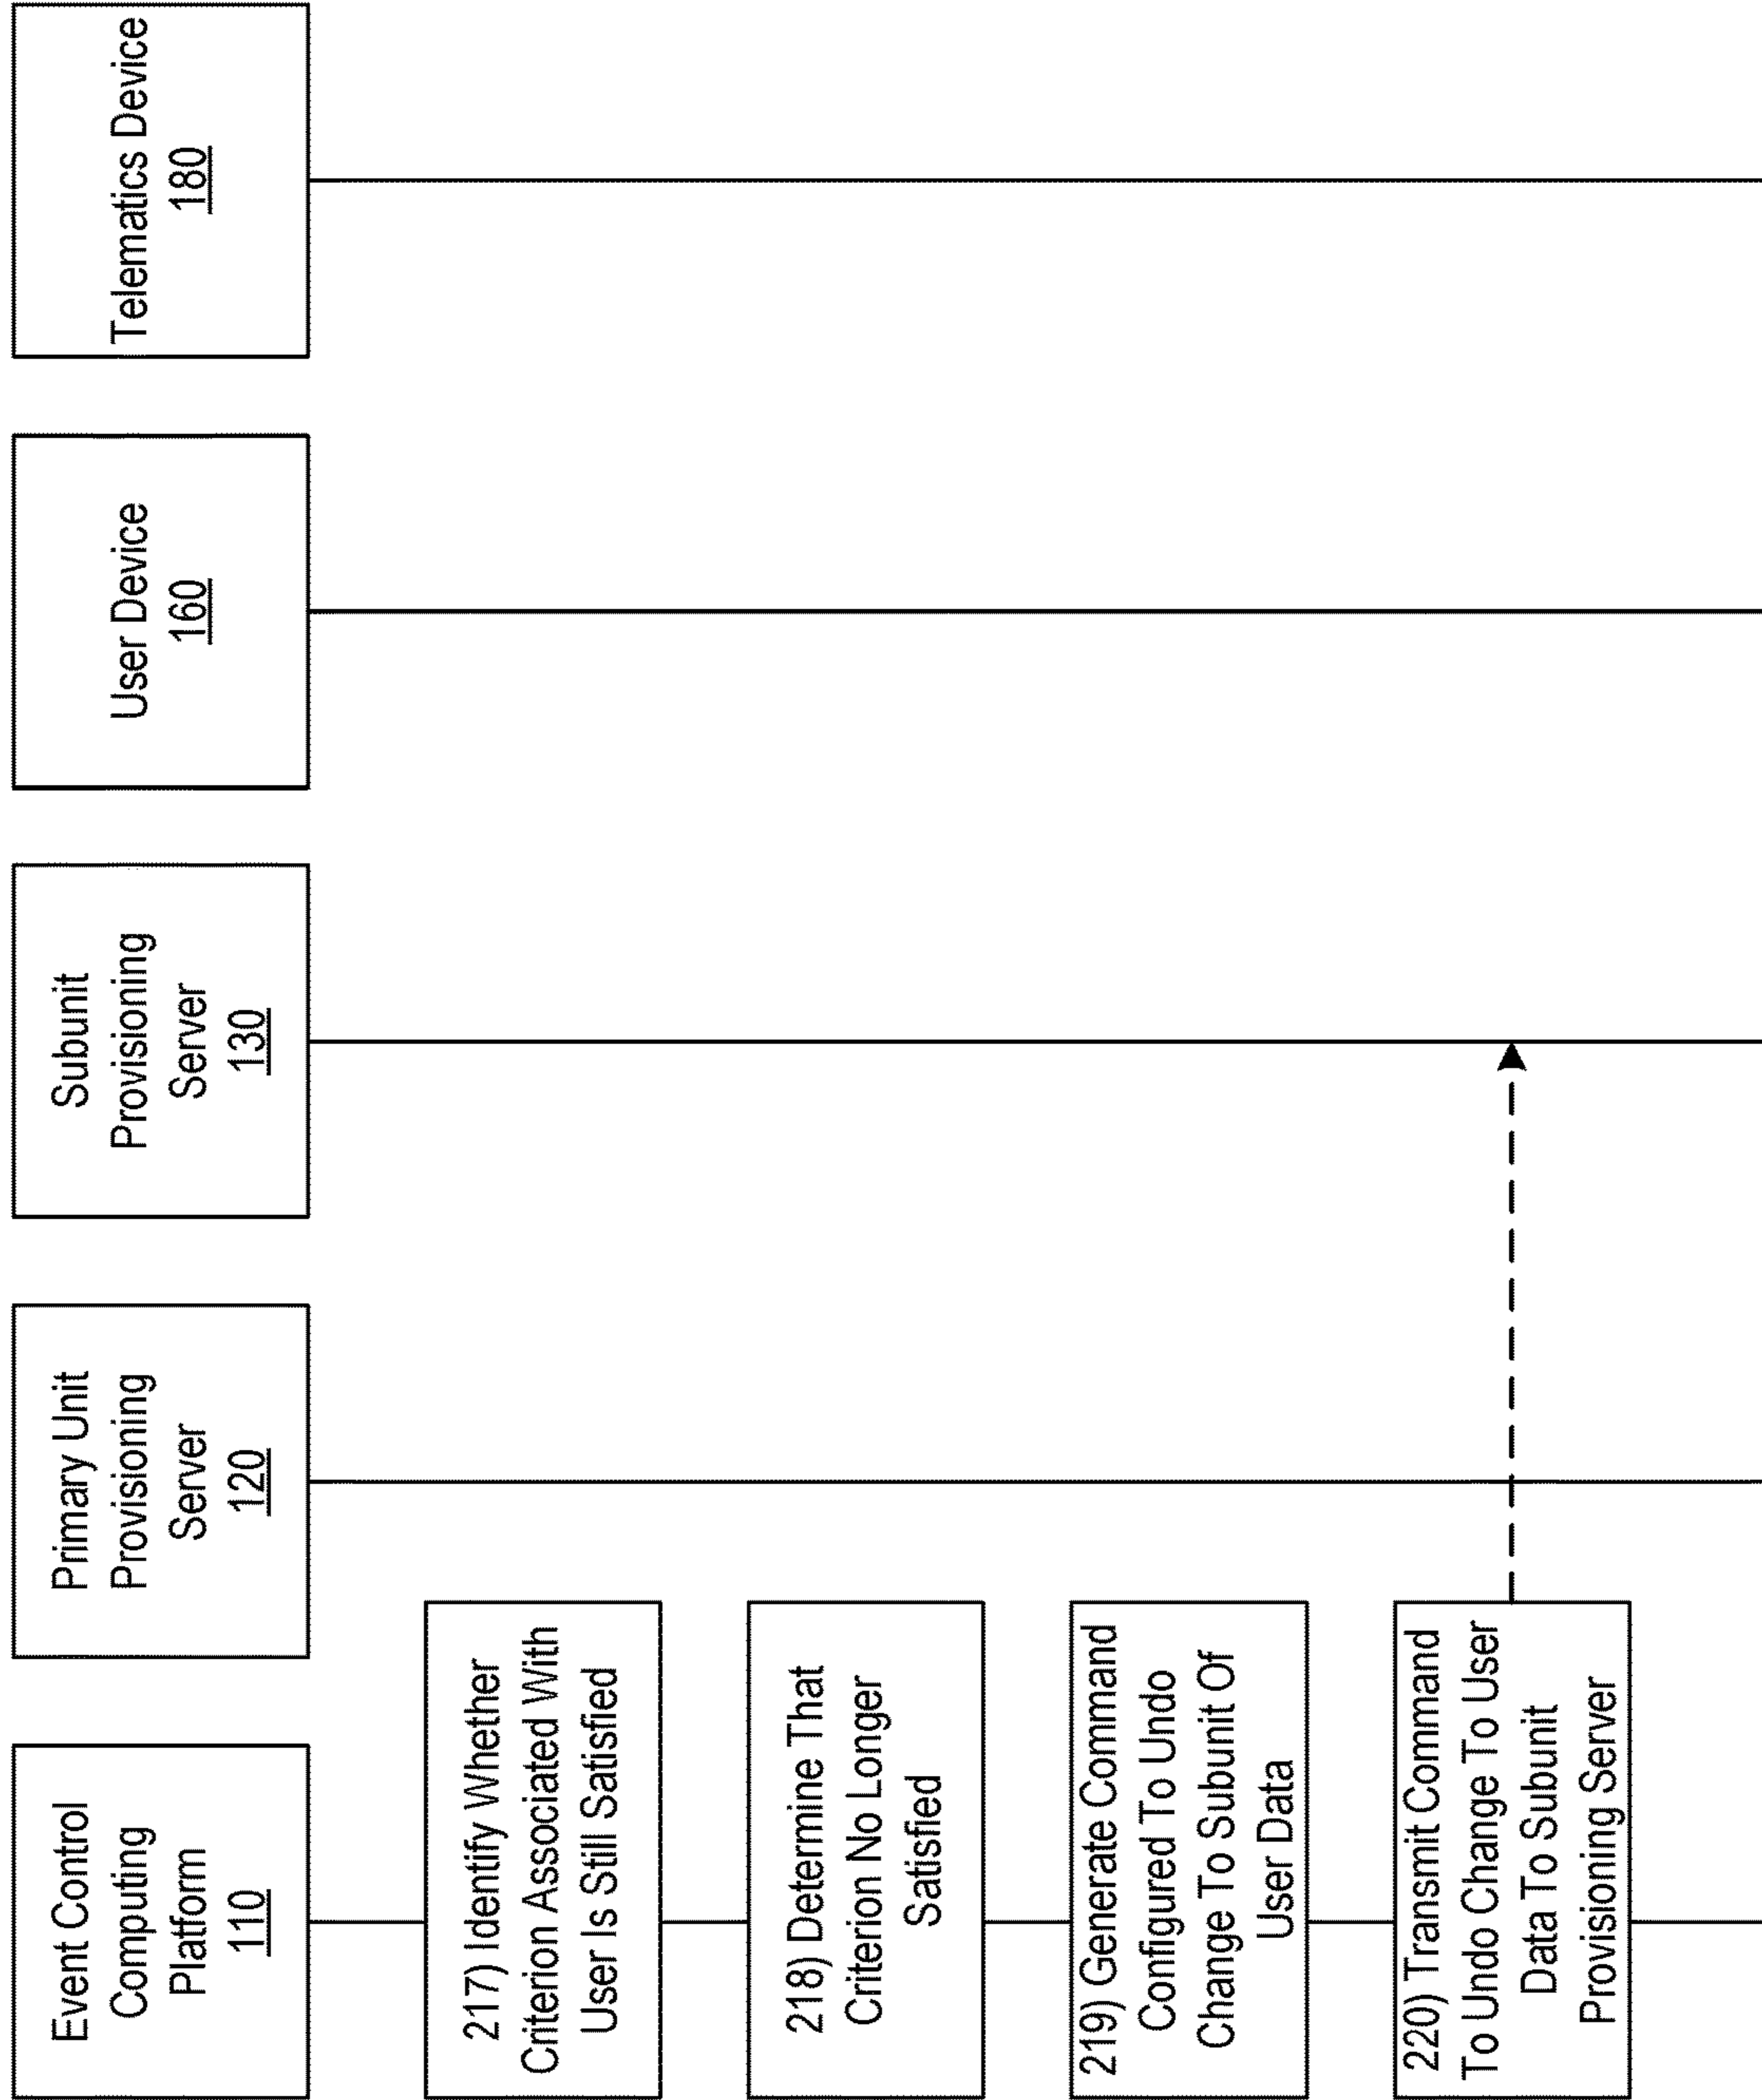 Event Control
Computing
Platform
110
Primary Unit
Provisioning
Server
120
Subunit
Provisioning
Server
130
User Device
160
Telematics Device
180
217) Identify Whether
Criterion Associated With
User Is Still Satisfied
218) Determine That
Criterion No Longer
Satisfied
219) Generate Command
Configured To Undo
Change To Subunit Of
User Data
220) Transmit Command
To Undo Change To User
Data To Subunit
Provisioning Server